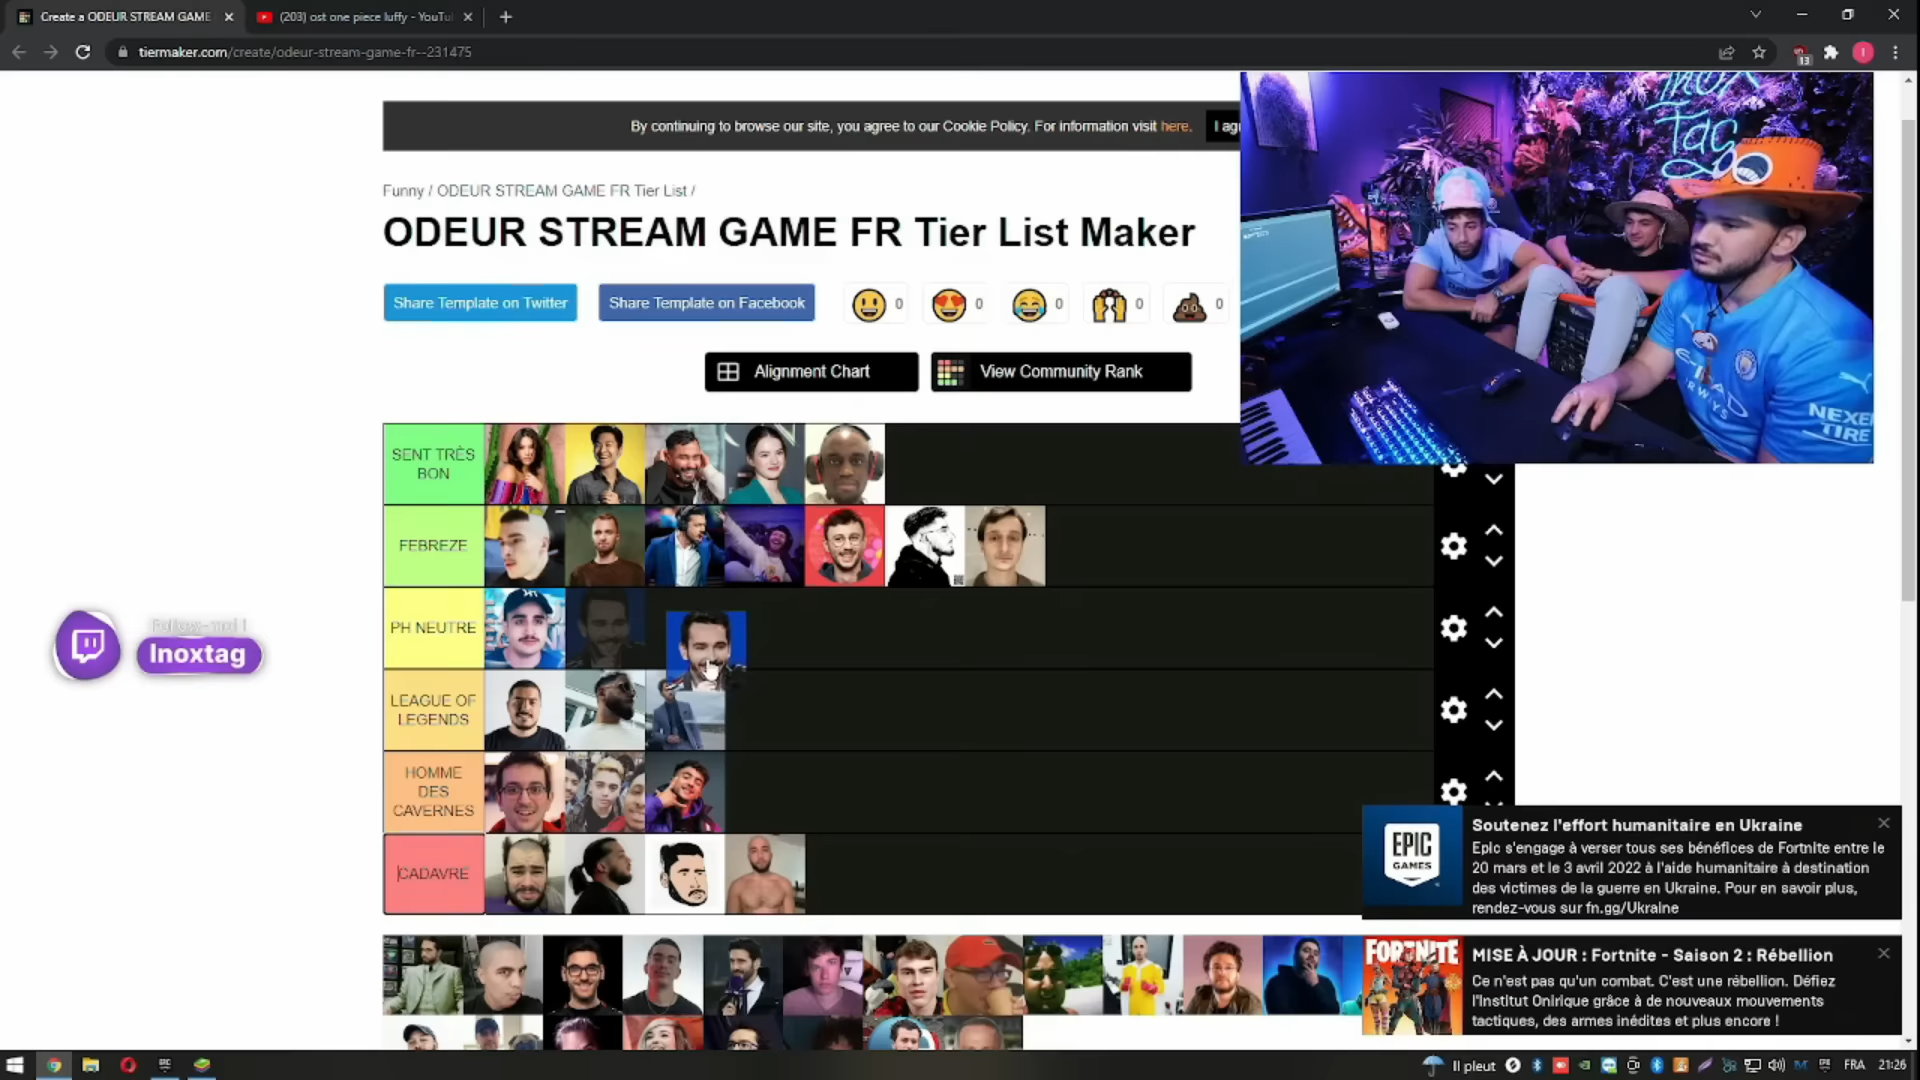 Create a ODEUR STREAM GAME
(203) ost one piece luffy - YouTu
tiermaker.com/create/odeur-stream-game-fr--231475
13
I
By continuing to browse our site, you agree to our Cookie Policy. For information visit here.
I ag
Funny / ODEUR STREAM GAME FR Tier List /
ODEUR STREAM GAME FR Tier List Maker
Share Template on Twitter
Share Template on Facebook
0
0
0
0
0
Alignment Chart
View Community Rank
InoX
Tag
NEXEN
TIRE
SENT TRÈS
BON
FEBREZE
PH NEUTRE
LEAGUE OF
LEGENDS
HOMME
DES
CAVERNES
CADAVRE
Follow-moi !
Inoxtag
EPIC
GAMES
Soutenez l'effort humanitaire en Ukraine
Epic s'engage à verser tous ses bénéfices de Fortnite entre le
20 mars et le 3 avril 2022 à l'aide humanitaire à destination
des victimes de la guerre en Ukraine. Pour en savoir plus,
rendez-vous sur fn.gg/Ukraine
FORTNITE
MISE À JOUR : Fortnite - Saison 2 : Rébellion
Ce n'est pas qu'un combat. C'est une rébellion. Défiez
l'Institut Onirique grâce à de nouveaux mouvements
tactiques, des armes inédites et plus encore !
Il pleut
FRA
21:26